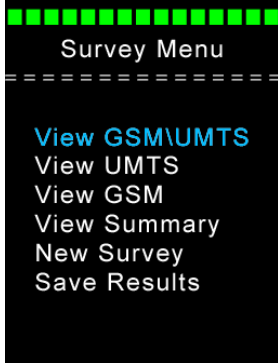 Survey Menu
= = = = = = = = = = = = = = = =
View GSM\UMTS
View UMTS
View GSM
View Summary
New Survey
Save Results